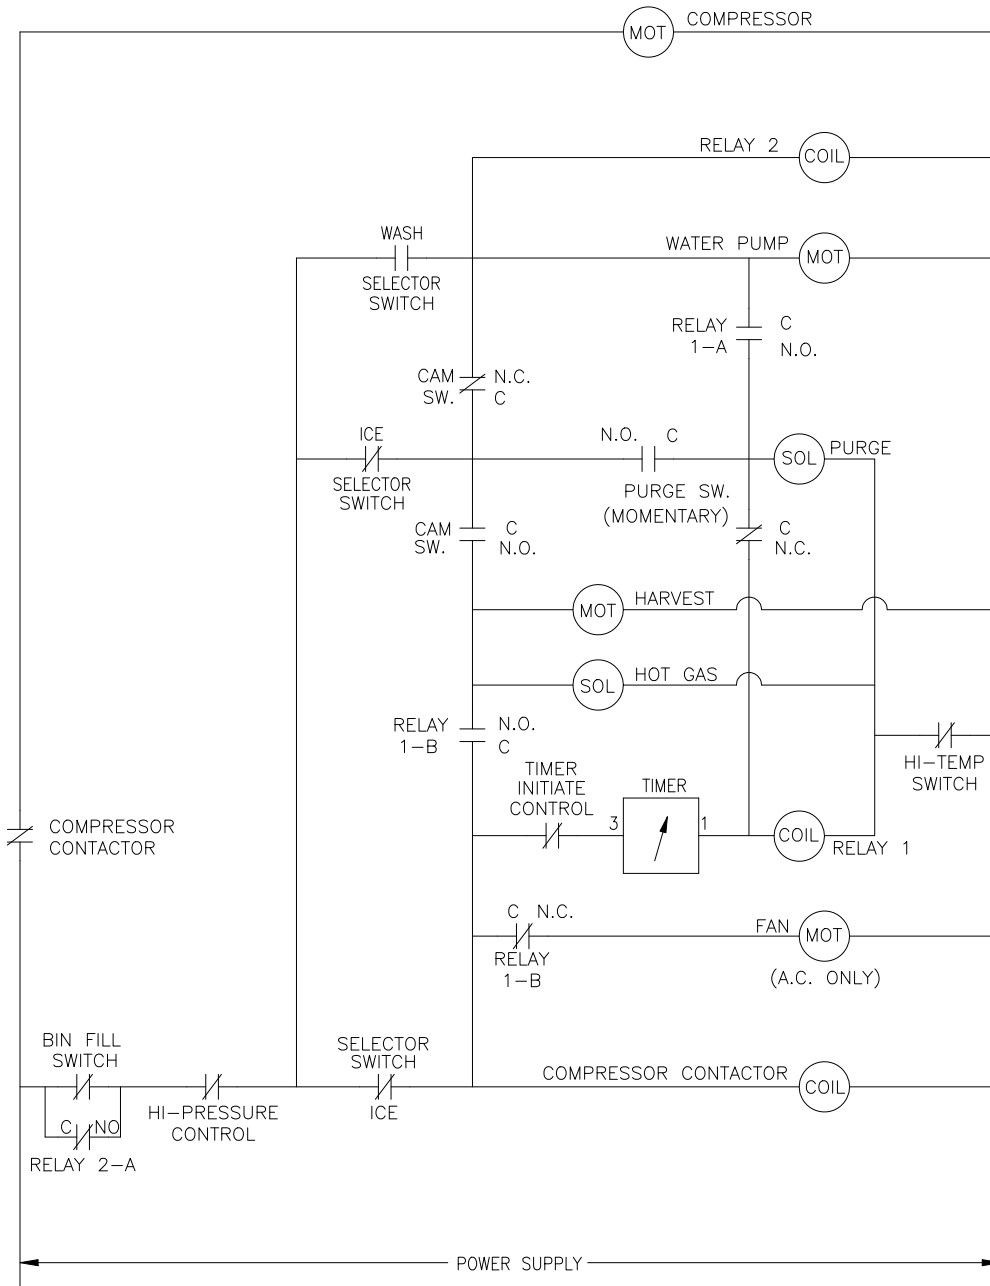 MOT COMPRESSOR
RELAY 2 COIL
WASH
SELECTOR
SWITCH
WATER PUMP MOT
RELAY
1-A
C
N.O.
CAM
SW.
N.C.
C
ICE
SELECTOR
SWITCH
N.O. C
PURGE SW.
(MOMENTARY)
SOL PURGE
CAM
SW.
C
N.O.
C
N.C.
MOT HARVEST
SOL HOT GAS
RELAY
1-B
N.O.
C
HI-TEMP
SWITCH
TIMER
INITIATE
CONTROL
TIMER
3 1
COIL RELAY 1
COMPRESSOR
CONTACTOR
C N.C.
RELAY
1-B
FAN MOT
(A.C. ONLY)
BIN FILL
SWITCH
C NO
RELAY 2-A
HI-PRESSURE
CONTROL
SELECTOR
SWITCH
ICE
COMPRESSOR CONTACTOR COIL
POWER SUPPLY